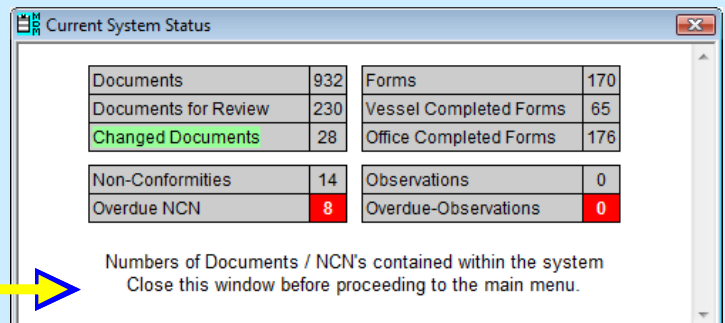 MDM Current System Status
Documents 932 Forms 170
Documents for Review 230 Vessel Completed Forms 65
Changed Documents 28 Office Completed Forms 176
Non-Conformities 14 Observations 0
Overdue NCN 8 Overdue-Observations 0
Numbers of Documents / NCN's contained within the system
Close this window before proceeding to the main menu.